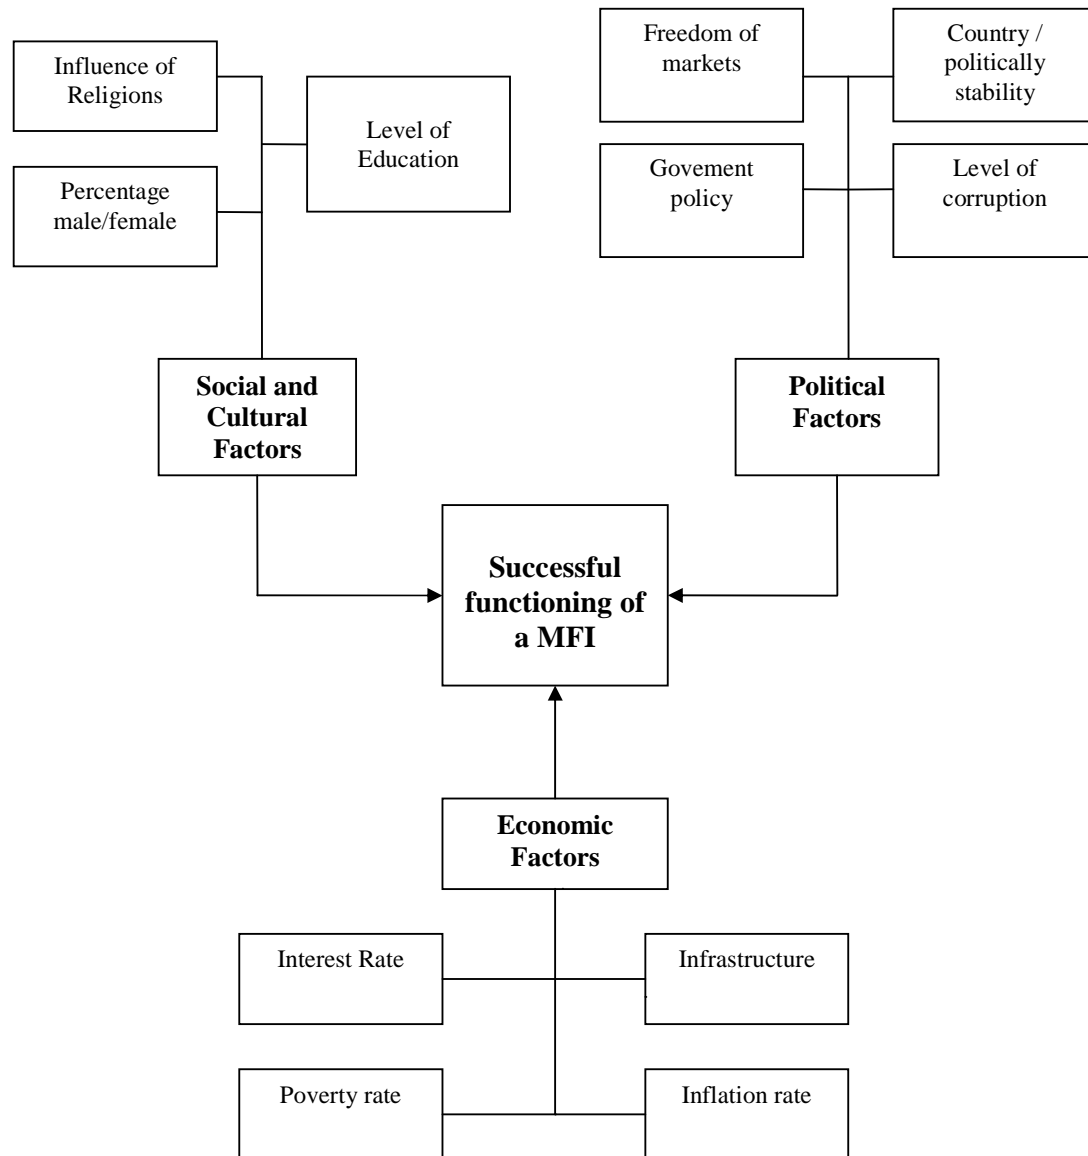 Influence of
Religions
Level of
Education
Percentage
male/female
Freedom of
markets
Country /
politically
stability
Govement
policy
Level of
corruption
Social and
Cultural
Factors
Political
Factors
Successful
functioning of
a MFI
Economic
Factors
Interest Rate
Infrastructure
Poverty rate
Inflation rate